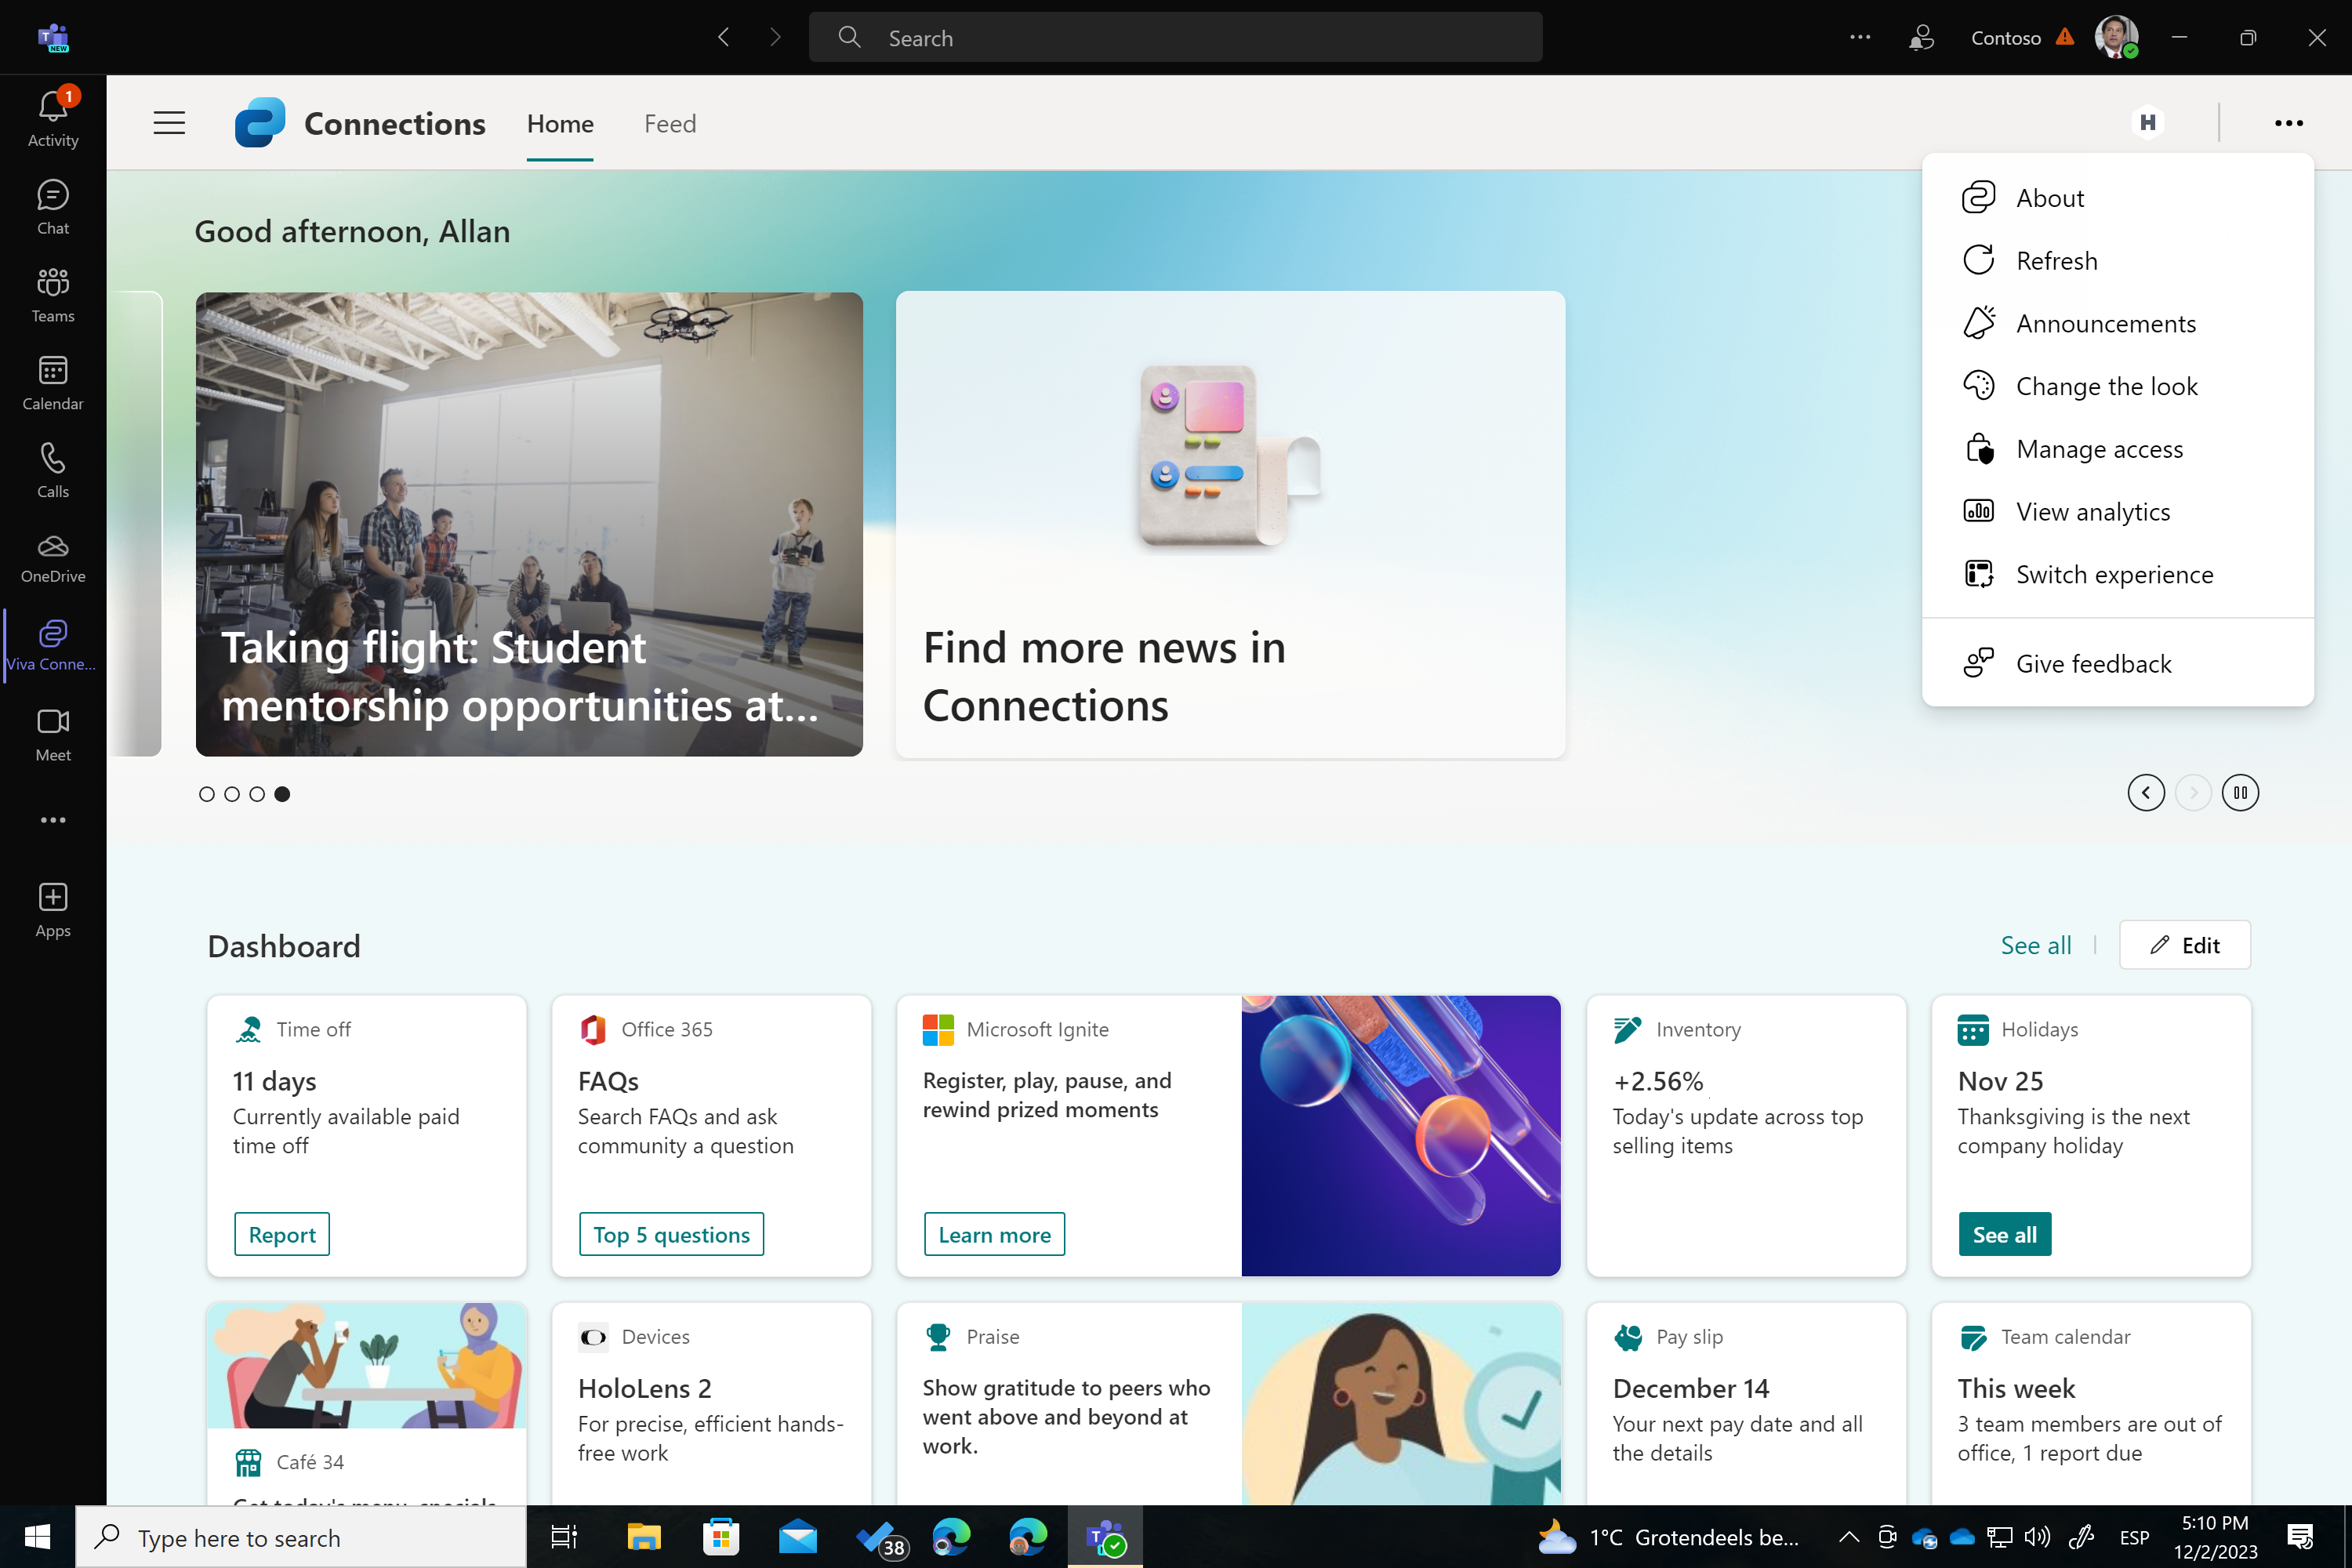 T NEW
Search
Contoso
1
Activity
Chat
Teams
Calendar
Calls
OneDrive
Viva Conne...
Meet
Apps
Connections
Home
Feed
H
About
Refresh
Announcements
Change the look
Manage access
View analytics
Switch experience
Give feedback
Good afternoon, Allan
Taking flight: Student
mentorship opportunities at...
Find more news in
Connections
Dashboard
See all
Edit
Time off
11 days
Currently available paid
time off
Report
Office 365
FAQs
Search FAQs and ask
community a question
Top 5 questions
Microsoft Ignite
Register, play, pause, and
rewind prized moments
Learn more
Inventory
+2.56%
Today's update across top
selling items
Holidays
Nov 25
Thanksgiving is the next
company holiday
See all
Café 34
Get today's menu, specials
Devices
HoloLens 2
For precise, efficient hands-
free work
Praise
Show gratitude to peers who
went above and beyond at
work.
Pay slip
December 14
Your next pay date and all
the details
Team calendar
This week
3 team members are out of
office, 1 report due
Type here to search
38
T
1°C Grotendeels be...
ESP
5:10 PM
12/2/2023